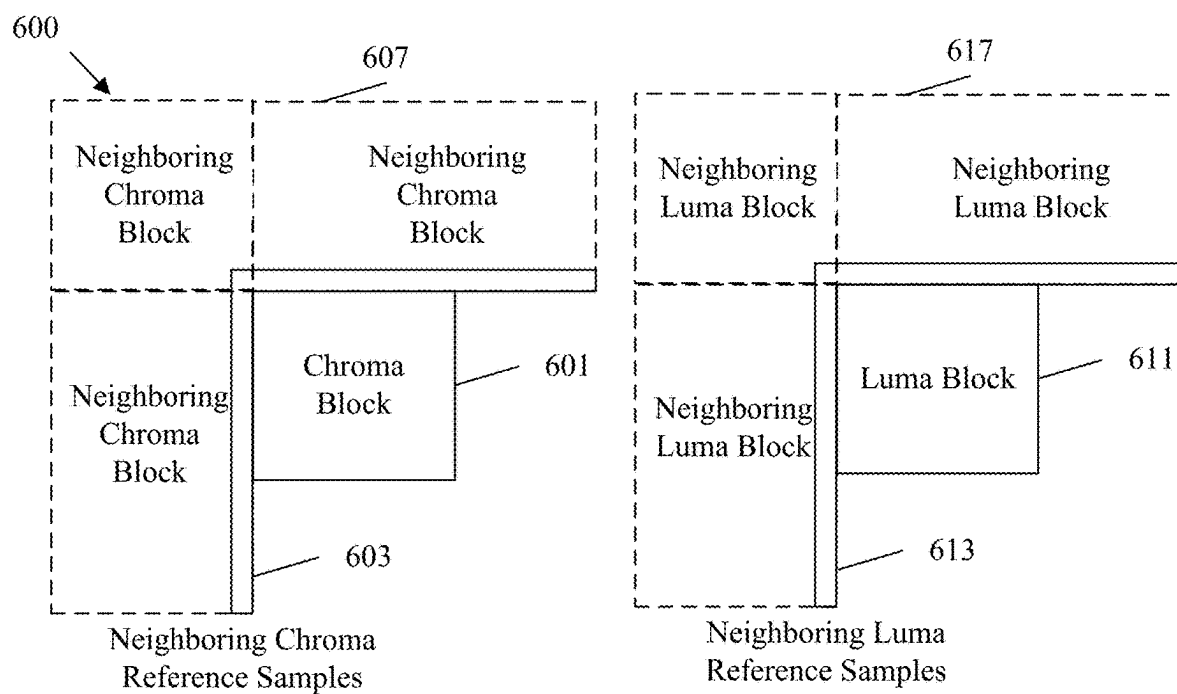 600
607
617
Neighboring
Chroma
Block
Neighboring
Chroma
Block
Neighboring
Luma Block
Neighboring
Luma Block
Neighboring
Chroma
Block
Chroma
Block
601
603
Neighboring
Luma Block
Luma Block
611
613
Neighboring Chroma
Reference Samples
Neighboring Luma
Reference Samples